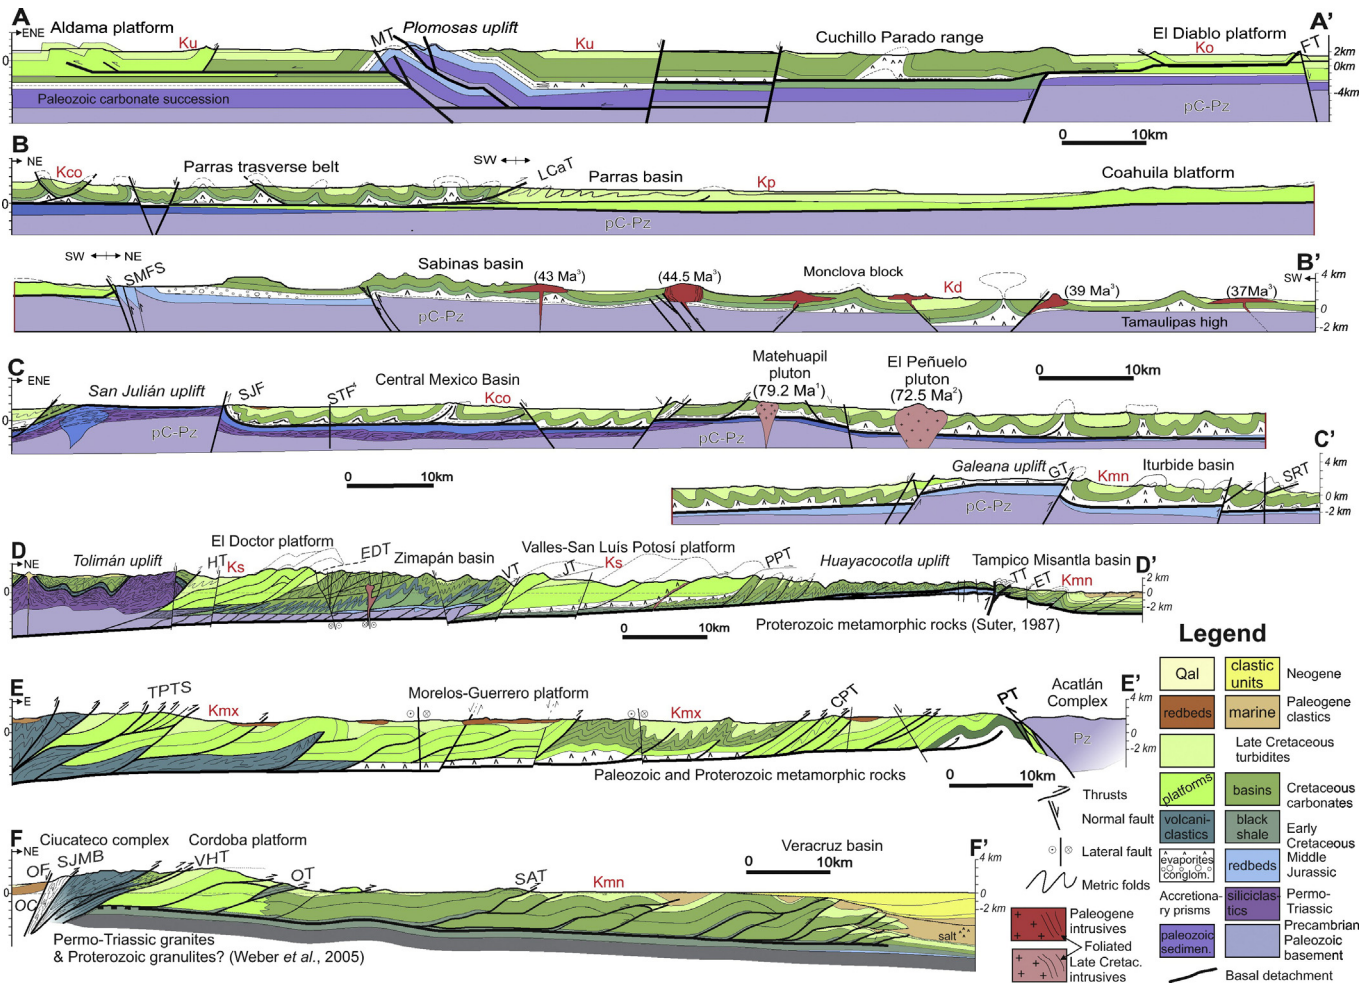 A
Aldama platform
Plomosas uplift
Cuchillo Parado range
El Diablo platform
A'
ENE
Ku
MT
Ku
Ko
FT
0
2km
0km
-4km
Paleozoic carbonate succession
pC-Pz
0 10km
B
NE
Kco
Parras trasverse belt
SW
LCaT
Parras basin
Kp
Coahuila blatform
0
pC-Pz
SW NE
SMFS
Sabinas basin
(43 Ma³)
(44.5 Ma³)
Monclova block
Kd
(39 Ma³)
(37Ma³)
B'
SW
4 km
0
-2 km
pC-Pz
Tamaulipas high
C
ENE
San Julián uplift
SJF
STF
Central Mexico Basin
Kco
Matehuapil
pluton
(79.2 Ma¹)
El Peñuelo
pluton
(72.5 Ma²)
0 10km
0
pC-Pz
pC-Pz
0 10km
C'
Galeana uplift
GT
Kmn
Iturbide basin
SRT
4 km
0 km
-2 km
pC-Pz
D
NE
Tolimán uplift
El Doctor platform
HT
Ks
EDT
Zimapán basin
VT
Valles-San Luís Potosí platform
JT
Ks
PPT
Huayacocotla uplift
Tampico Misantla basin
TT
ET
Kmn
D'
2 km
0
-2 km
0
0 10km
Proterozoic metamorphic rocks (Suter, 1987)
E
E
TPTS
Kmx
Morelos-Guerrero platform
Kmx
CPT
PT
Acatlán
Complex
E'
4 km
2 km
0
-2 km
0
Pz
Paleozoic and Proterozoic metamorphic rocks
0 10km
F
NE
Ciucateco complex
OF
SJMB
Cordoba platform
VHT
OT
SAT
Kmn
Veracruz basin
0 10km
F'
4 km
0
-2 km
0
OC
salt
Permo-Triassic granites
& Proterozoic granulites? (Weber et al., 2005)
Legend
Qal
clastic
units
Neogene
redbeds
marine
Paleogene
clastics
Late Cretaceous
turbidites
platforms
basins
Cretaceous
carbonates
volcani-
clastics
black
shale
Early
Cretaceous
evaporites
conglom.
redbeds
Middle
Jurassic
Accretiona-
ry prisms
siliciclas-
tics
Permo-
Triassic
paleozoic
sedimen.
Precambrian
Paleozoic
basement
Basal detachment
Thrusts
Normal fault
Lateral fault
Metric folds
Paleogene
intrusives
Foliated
Late Cretac.
intrusives